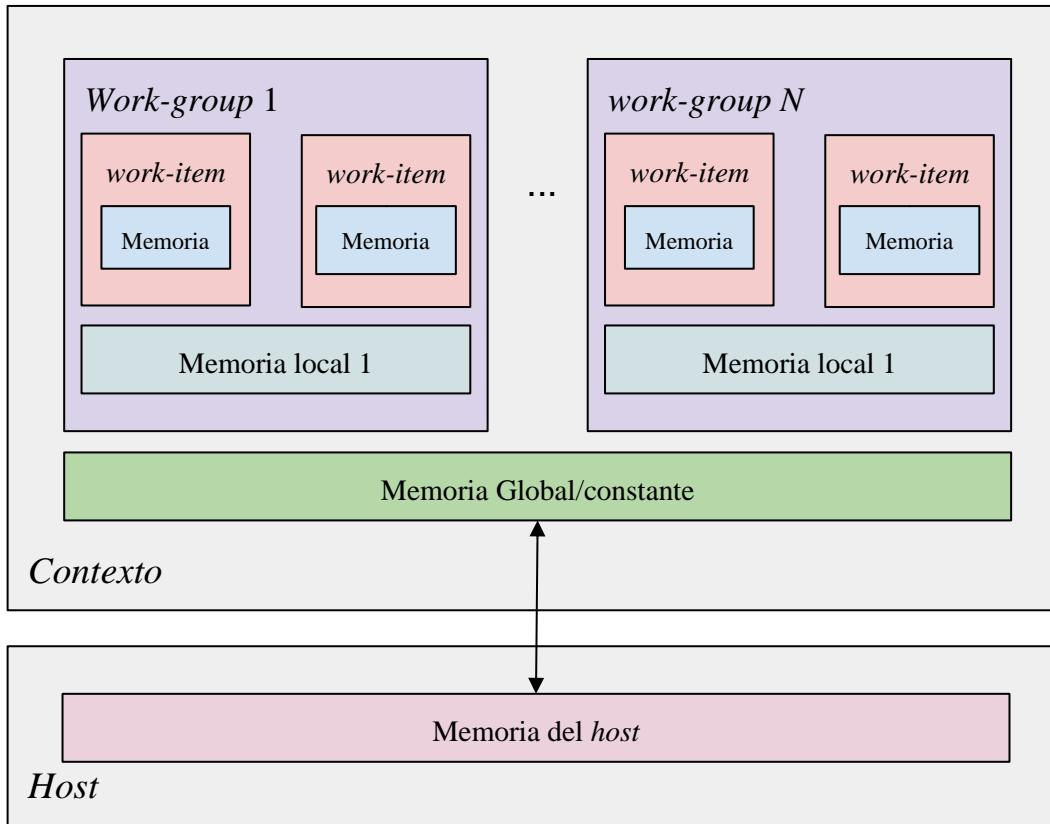 Work-group 1
work-item
work-item
Memoria
Memoria
Memoria local 1
...
work-group N
work-item
work-item
Memoria
Memoria
Memoria local 1
Memoria Global/constante
Contexto
Memoria del host
Host